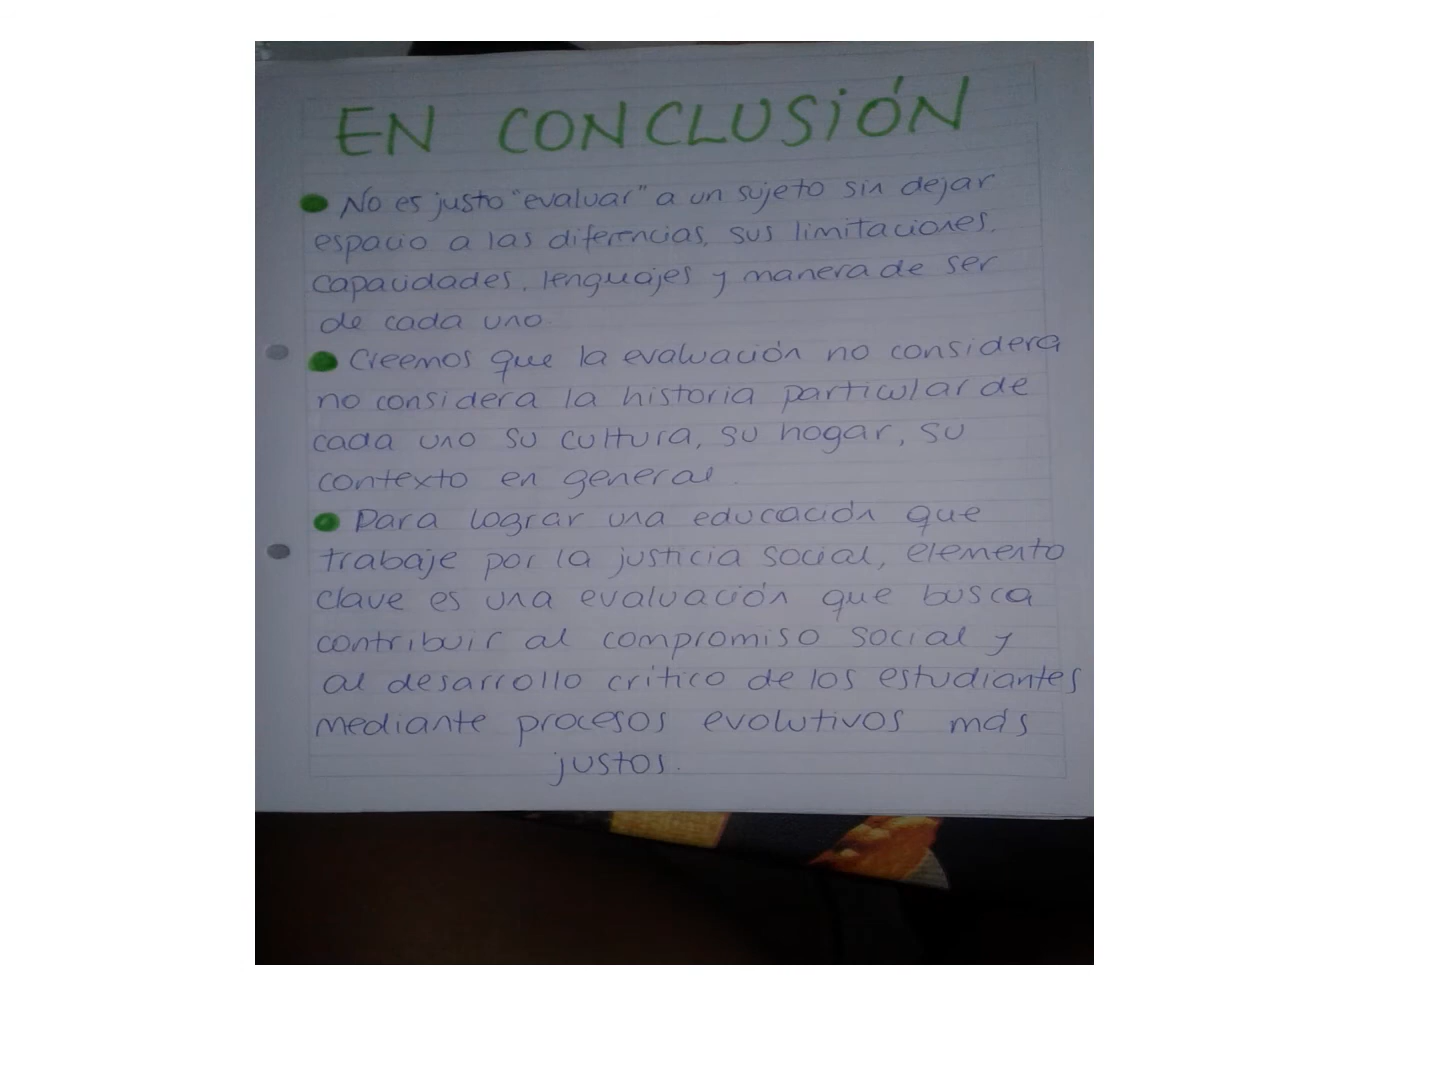 EN CONCLUSIÓN
● No es justo "evaluar" a un sujeto sin dejar
espacio a las diferencias, sus limitaciones,
capacidades, lenguajes y manera de ser
de cada uno.
● Creemos que la evaluación no considera
no considera la historia particular de
cada uno su cultura, su hogar, su
contexto en general.
● Para lograr una educación que
trabaje por la justicia social, elemento
clave es una evaluación que busca
contribuir al compromiso social y
al desarrollo crítico de los estudiantes
mediante procesos evolutivos más
justos.